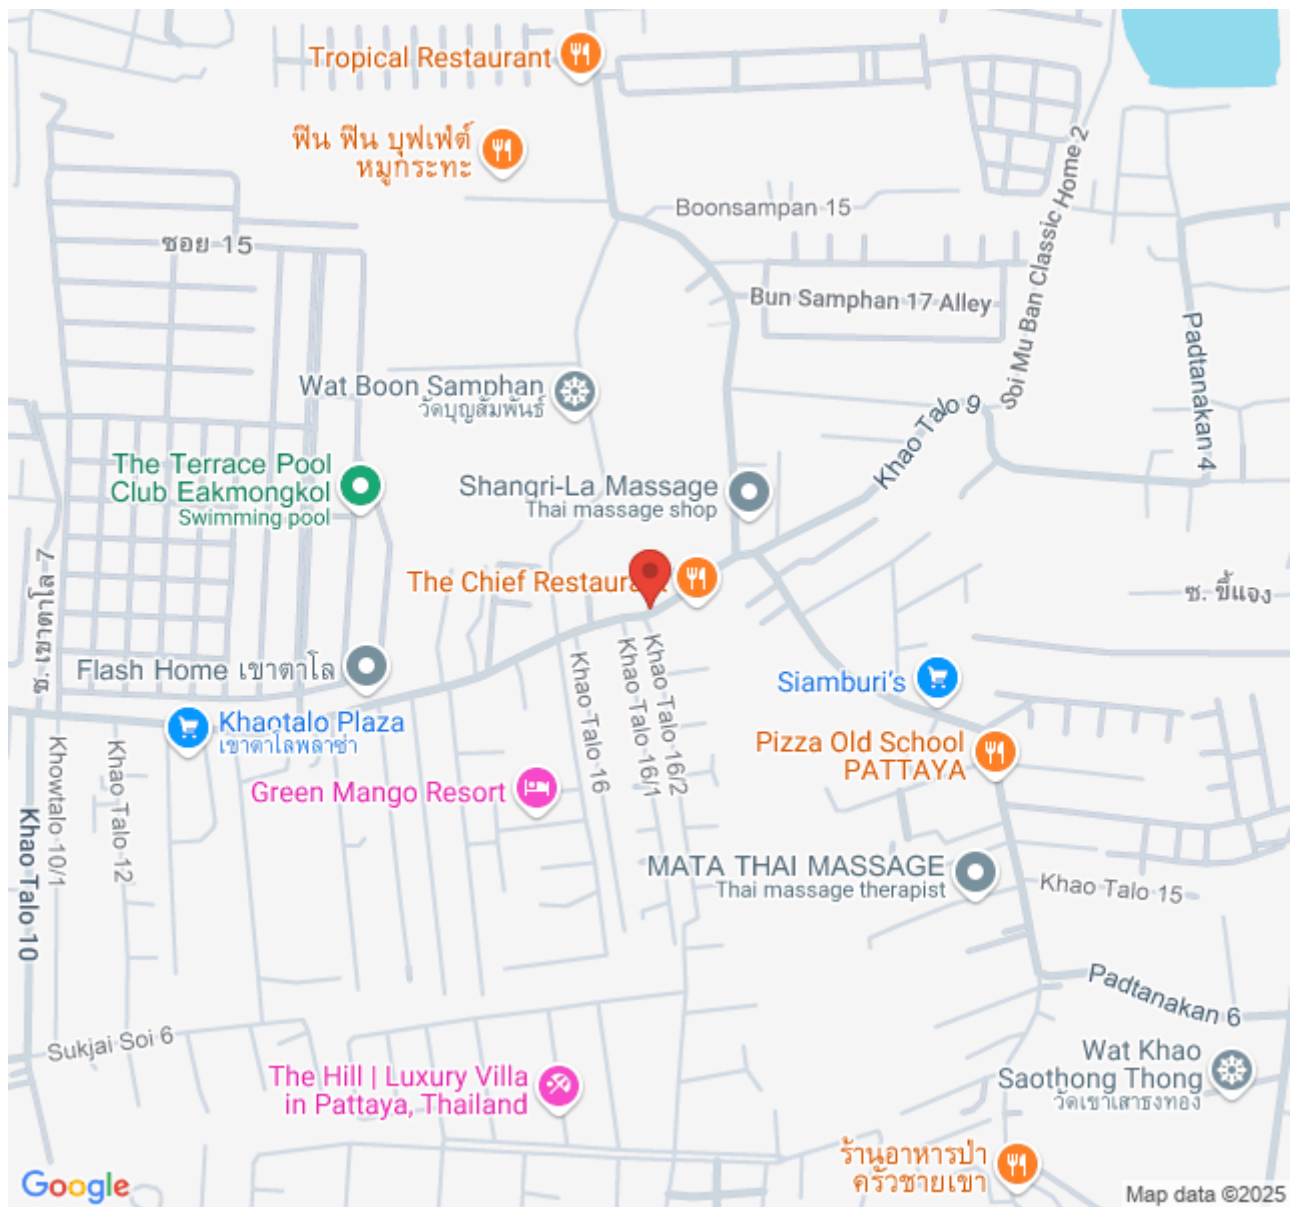 Tropical Restaurant
ฟิน ฟิน บุฟเฟ่ต์
หมูกระทะ
Boonsampan 15
ซอย 15
Soi Mu Ban Classic Home 2
Bun Samphan 17 Alley
Padtanakan 4
Wat Boon Samphan
วัดบุญสัมพันธ์
Khao Talo 9
The Terrace Pool
Club Eakmongkol
Swimming pool
Shangri-La Massage
Thai massage shop
ซ. เขาตาโล 7
The Chief Restaurant
ซ. ขี้แจง
Flash Home เขาตาโล
Khao Talo 16
Khao Talo 16/1
Khao Talo 16/2
Siamburi's
Khaotalo Plaza
เขาตาโลพลาซ่า
Pizza Old School
PATTAYA
Khowtalo 10/1
Khao Talo 12
Green Mango Resort
Khao Talo 10
MATA THAI MASSAGE
Thai massage therapist
Khao Talo 15
Padtanakan 6
Sukjai Soi 6
Wat Khao
Saothong Thong
วัดเขาเสาธงทอง
The Hill | Luxury Villa
in Pattaya, Thailand
ร้านอาหารป่า
ครัวชายเขา
Google
Map data ©2025